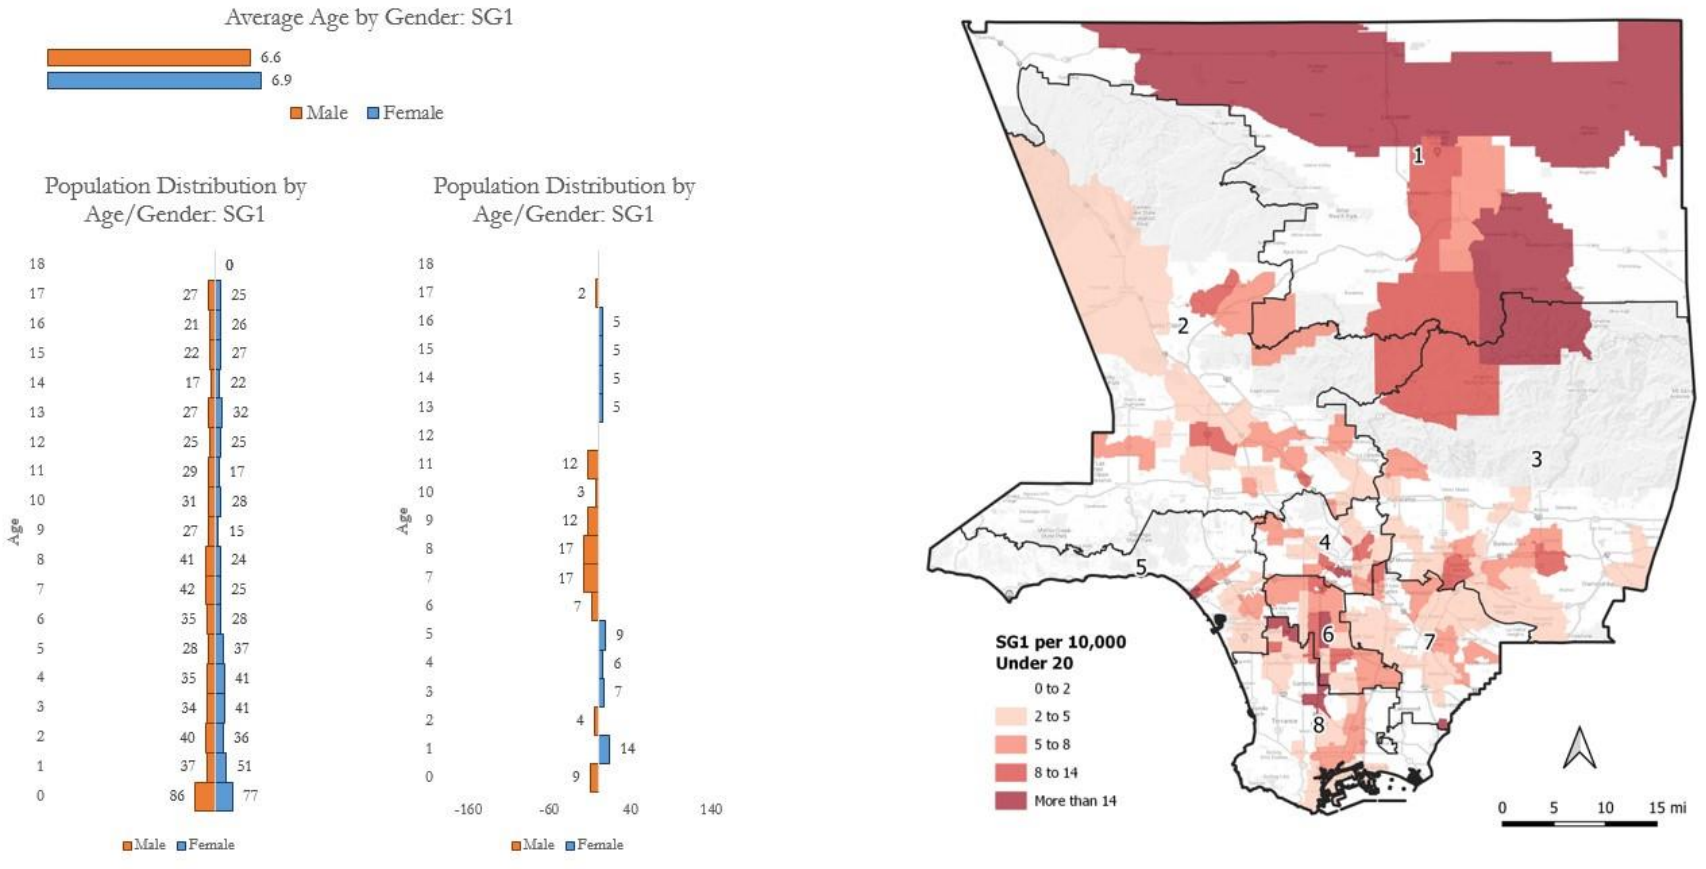 Average Age by Gender: SG1
6.6
6.9
Male Female
Population Distribution by
Age/Gender: SG1
Age
18 0
17 27 25
16 21 26
15 22 27
14 17 22
13 27 32
12 25 25
11 29 17
10 31 28
9 27 15
8 41 24
7 42 25
6 35 28
5 28 37
4 35 41
3 34 41
2 40 36
1 37 51
0 86 77
Male Female
Population Distribution by
Age/Gender: SG1
Age
18
17 2
16 5
15 5
14 5
13 5
12
11 12
10 3
9 12
8 17
7 17
6 7
5 9
4 6
3 7
2 4
1 14
0 9
-160 -60 40 140
Male Female
1
2
3
4
5
6
7
8
Torrance
SG1 per 10,000
Under 20
0 to 2
2 to 5
5 to 8
8 to 14
More than 14
0 5 10 15 mi